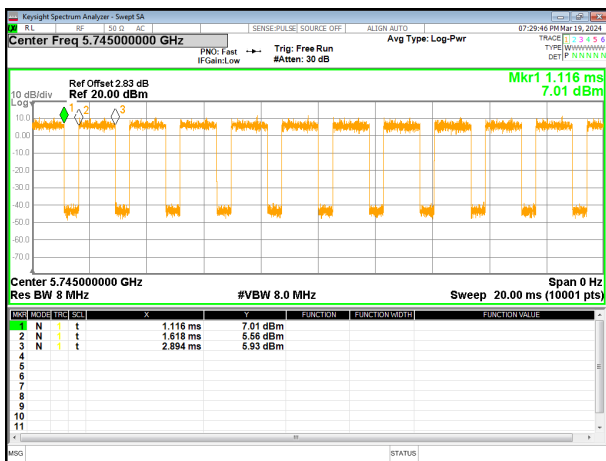 Keysight Spectrum Analyzer - Swept SA
RL RF 50 Ω AC SENSE:PULSE SOURCE OFF ALIGN AUTO 07:29:46 PM Mar 19, 2024
Center Freq 5.745000000 GHz
PNO: Fast
IFGain:Low
Trig: Free Run
#Atten: 30 dB
Avg Type: Log-Pwr
TRACE 1 2 3 4 5 6
TYPE WWWWWW
DET P NNNNN
Ref Offset 2.83 dB
10 dB/div Ref 20.00 dBm
Log
Mkr1 1.116 ms
7.01 dBm
1 2 3
10.0
0.00
-10.0
-20.0
-30.0
-40.0
-50.0
-60.0
-70.0
Center 5.745000000 GHz Span 0 Hz
Res BW 8 MHz #VBW 8.0 MHz Sweep 20.00 ms (10001 pts)
MKR MODE TRC SCL X Y FUNCTION FUNCTION WIDTH FUNCTION VALUE
1 N 1 t 1.116 ms 7.01 dBm
2 N 1 t 1.618 ms 5.56 dBm
3 N 1 t 2.894 ms 5.93 dBm
4
5
6
7
8
9
10
11
MSG STATUS